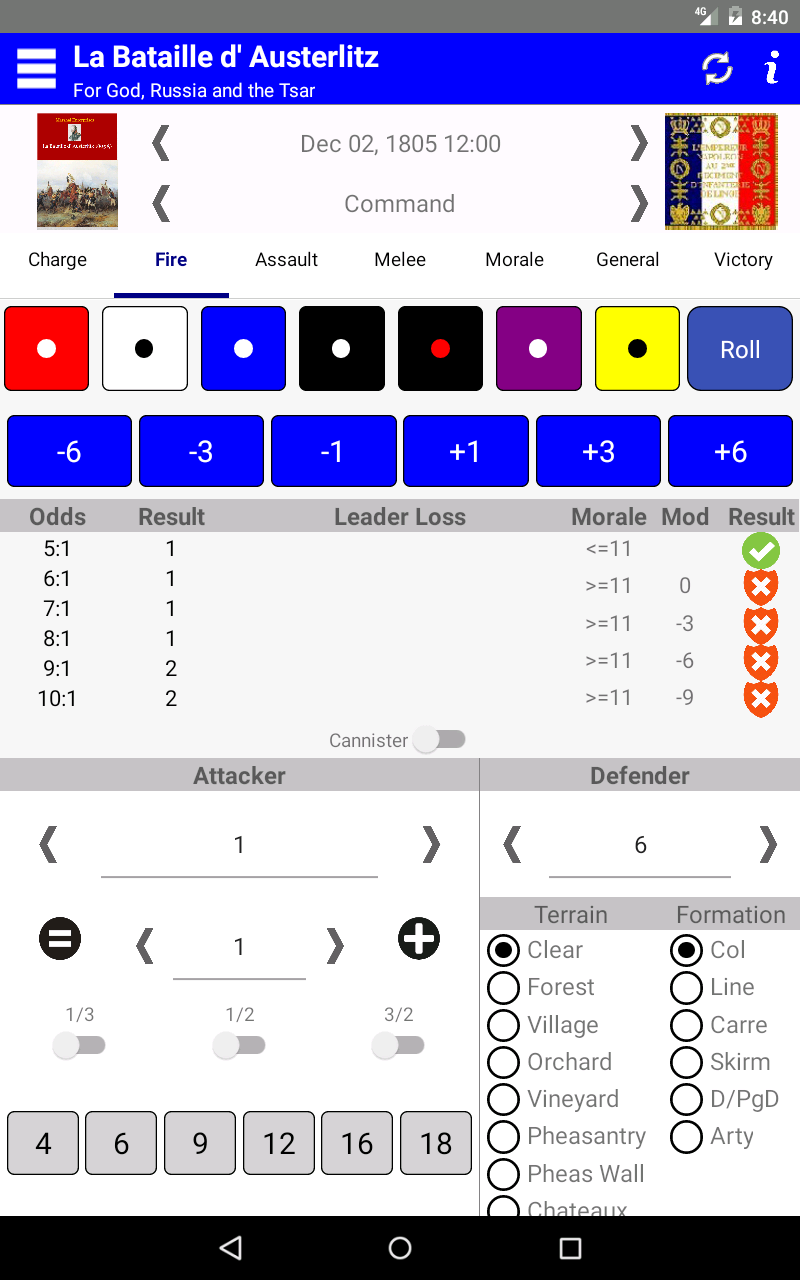 4G 8:40
La Bataille d' Austerlitz
For God, Russia and the Tsar
Dec 02, 1805 12:00
L'EMPEREUR
NAPOLEON
AU 2ME
REGIMENT
D'INFANTERIE
DE LIGNE
Command
Charge Fire Assault Melee Morale General Victory
Roll
-6 -3 -1 +1 +3 +6
Odds Result Leader Loss Morale Mod Result
5:1 1 <=11
6:1 1 >=11 0
7:1 1 >=11 -3
8:1 1
9:1 2 >=11 -6
10:1 2 >=11 -9
Cannister
Attacker Defender
1 6
= 1 +
Terrain Formation
Clear Col
Forest Line
1/3 1/2 3/2
Village Carre
Orchard Skirm
Vineyard D/PgD
Pheasantry Arty
4 6 9 12 16 18
Pheas Wall
Chateaux